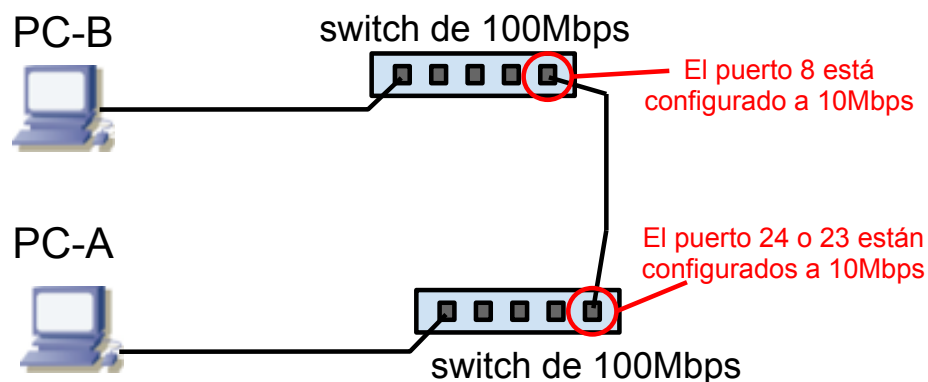 PC-B
switch de 100Mbps
El puerto 8 está
configurado a 10Mbps
PC-A
El puerto 24 o 23 están
configurados a 10Mbps
switch de 100Mbps